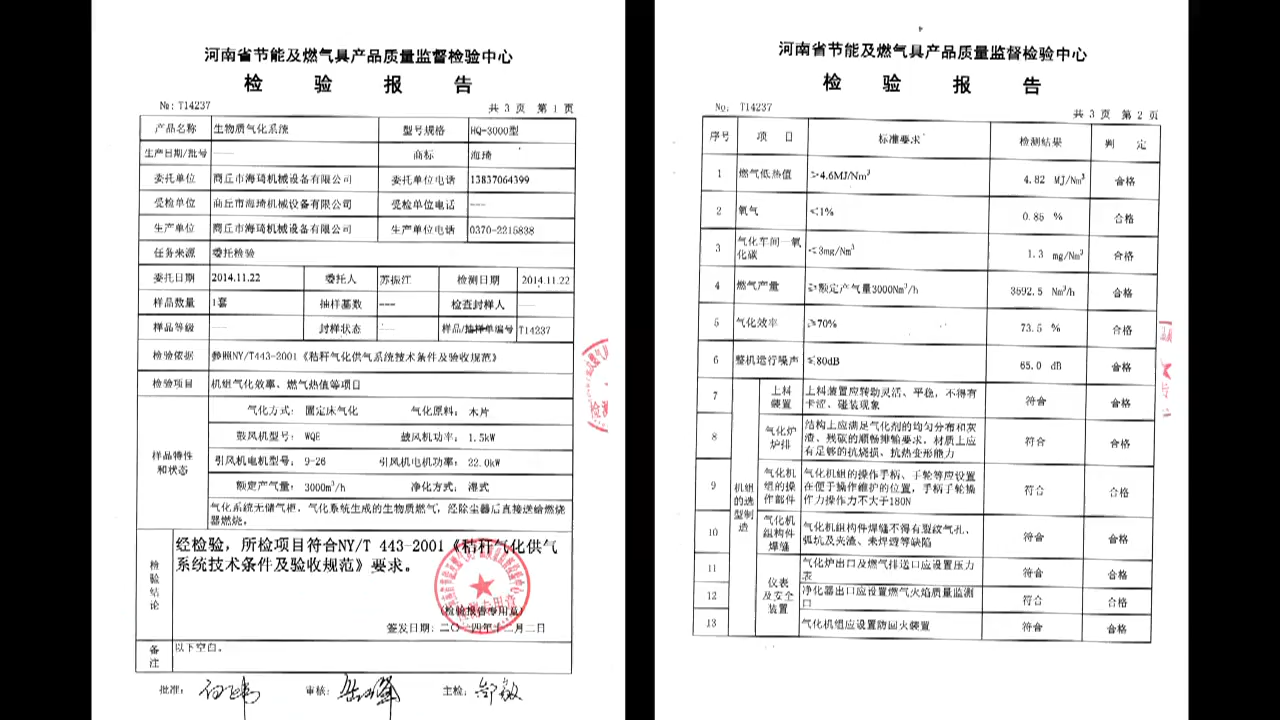 河南省节能及燃气具产品质量监督检验中心
检 验 报 告
№: T14237 共 3 页 第 1 页
产品名称 生物质气化系统 型号规格 HQ-3000型
生产日期/批号 —— 商标 海琦
委托单位 商丘市海琦机械设备有限公司 委托单位电话 13837064399
受检单位 商丘市海琦机械设备有限公司 受检单位电话 ---
生产单位 商丘市海琦机械设备有限公司 生产单位电话 0370-2215838
任务来源 委托检验
委托日期 2014.11.22 委托人 苏振江 检测日期 2014.11.22
样品数量 1套 抽样基数 --- 检查封样人 ——
样品等级 —— 封样状态 —— 样品/抽样单编号 T14237
检验依据 参照NY/T443-2001《秸秆气化供气系统技术条件及验收规范》
检验项目 机组气化效率、燃气热值等项目
样品特性和状态
气化方式: 固定床气化 气化原料: 木片
鼓风机型号: WQE 鼓风机功率: 1.5kW
引风机电机型号: 9-26 引风机电机功率: 22.0kW
额定产气量: 3000m³/h 净化方式: 湿式
气化系统无储气柜。气化系统生成的生物质燃气，经除尘器后直接送给燃烧
器燃烧。
检验结论
经检验，所检项目符合NY/T 443-2001《秸秆气化供气
系统技术条件及验收规范》要求。
(检验报告专用章)
签发日期: 二〇一四年十二月二日
备注 以下空白。
批准: 审核: 主检:
河南省节能及燃气具产品质量监督检验中心
检 验 报 告
No: T14237 共 3 页 第 2 页
序号 项 目 标准要求 检测结果 判 定
1 燃气低热值 >4.6MJ/Nm³ 4.82 MJ/Nm³ 合格
2 氧气 <1% 0.86 % 合格
3 气化车间一氧化碳 <3mg/Nm³ 1.3 mg/Nm³ 合格
4 燃气产量 ≥额定产气量3000Nm³/h 3592.5 Nm³/h 合格
5 气化效率 ≥70% 73.5 % 合格
6 整机运行噪声 ≤80dB 65.0 dB 合格
机组的选型制造
7 上料装置 上料装置应转动灵活、平稳，不得有
卡涩、碰装现象 符合 合格
8 气化炉炉排 结构上应满足气化剂的均匀分布和灰
渣、残碳的顺畅排输要求，材质上应
有足够的抗烧损、抗热变形能力 符合 合格
9 气化机组的操作部件 气化机组的操作手柄、手轮等应设置
在便于操作维护的位置，手柄手轮操
作力操作力不大于180N 符合 合格
10 气化机组构件焊缝 气化机组构件焊缝不得有裂纹气孔、
弧坑及夹渣、未焊透等缺陷 符合 合格
仪表及安全装置
11 气化炉出口及燃气排送口应设置压力
表 符合 合格
12 净化器出口应设置燃气火焰质量监测
口 符合 合格
13 气化机组应设置防回火装置 符合 合格